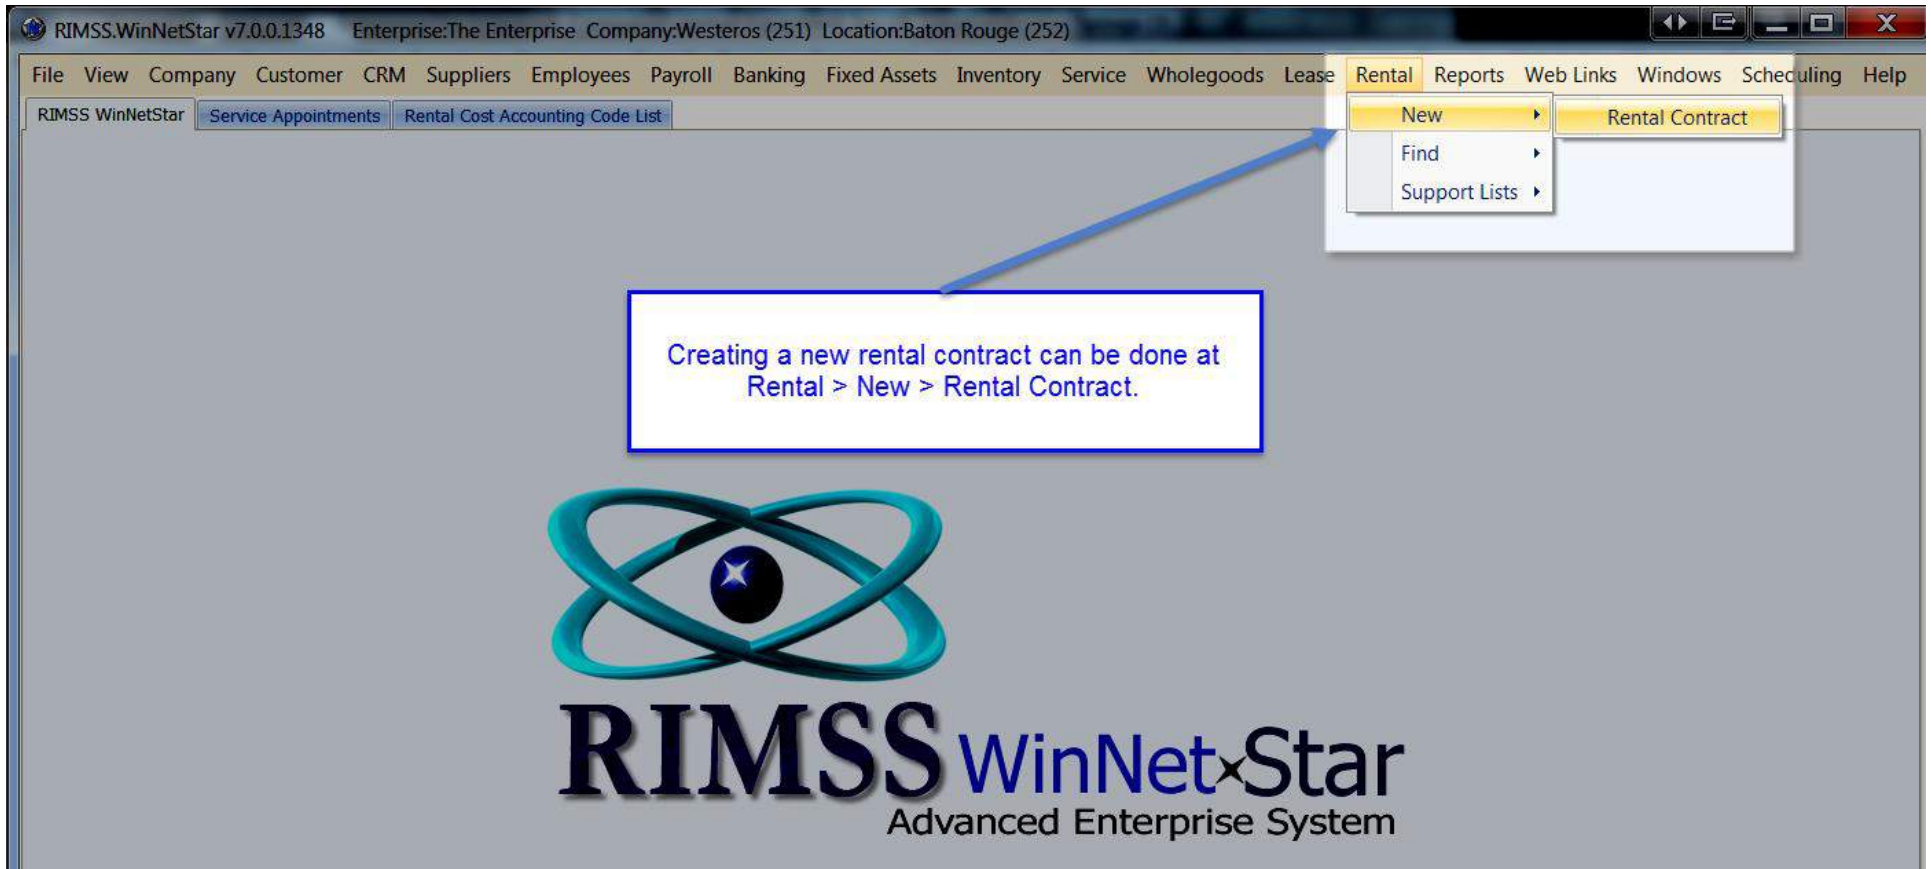 RIMSS.WinNetStar v7.0.0.1348 Enterprise:The Enterprise Company:Westeros (251) Location:Baton Rouge (252)
File View Company Customer CRM Suppliers Employees Payroll Banking Fixed Assets Inventory Service Wholegoods Lease Rental Reports Web Links Windows Scheduling Help
RIMSS WinNetStar Service Appointments Rental Cost Accounting Code List
New Rental Contract
Find
Support Lists
Creating a new rental contract can be done at
Rental > New > Rental Contract.
RIMSS WinNetStar
Advanced Enterprise System